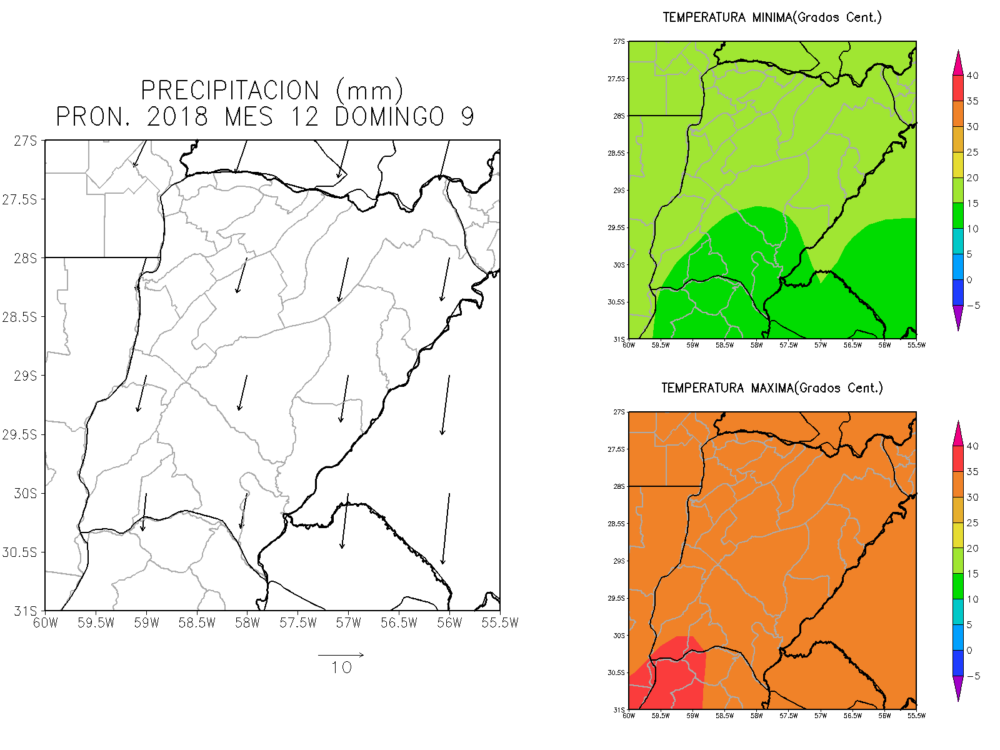 PRECIPITACION (mm)
PRON. 2018 MES 12 DOMINGO 9
27S
27.5S
28S
28.5S
29S
29.5S
30S
30.5S
31S
60W 59.5W 59W 58.5W 58W 57.5W 57W 56.5W 56W 55.5W
10
TEMPERATURA MINIMA(Grados Cent.)
27S
27.5S
28S
28.5S
29S
29.5S
30S
30.5S
31S
60W 59.5W 59W 58.5W 58W 57.5W 57W 56.5W 56W 55.5W
40
35
30
25
20
15
10
5
0
-5
TEMPERATURA MAXIMA(Grados Cent.)
27S
27.5S
28S
28.5S
29S
29.5S
30S
30.5S
31S
60W 59.5W 59W 58.5W 58W 57.5W 57W 56.5W 56W 55.5W
40
35
30
25
20
15
10
5
0
-5